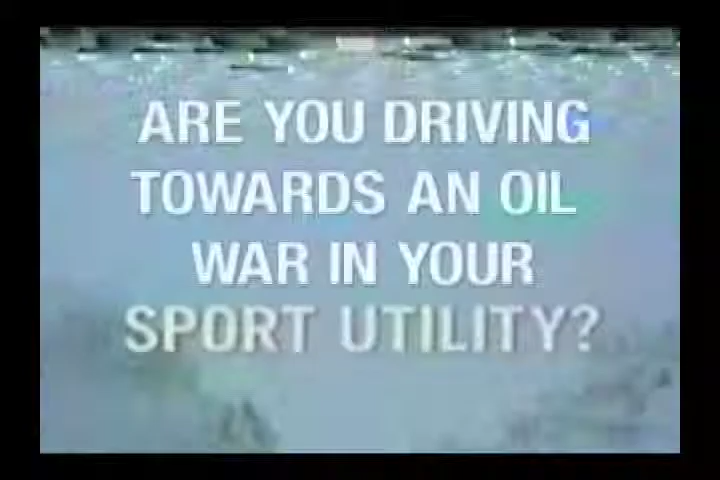 ARE YOU DRIVING
TOWARDS AN OIL
WAR IN YOUR
SPORT UTILITY?